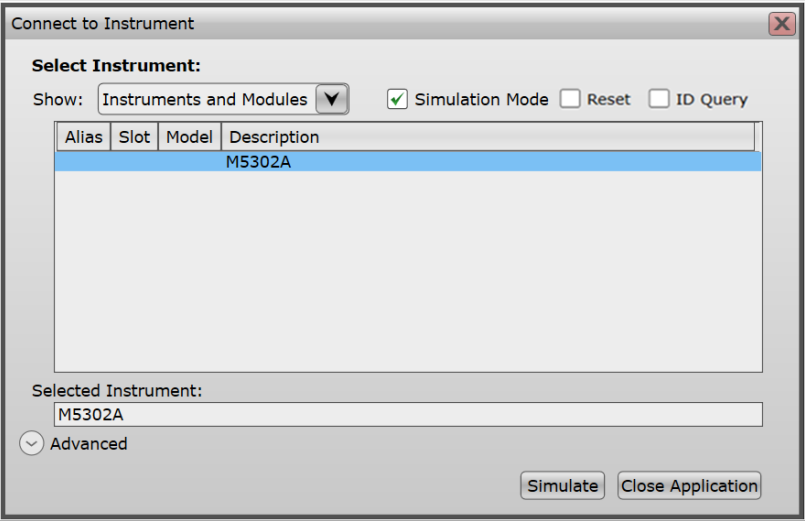 Connect to Instrument
Select Instrument:
Show: Instruments and Modules Simulation Mode Reset ID Query
Alias Slot Model Description
M5302A
Selected Instrument:
M5302A
Advanced
Simulate Close Application